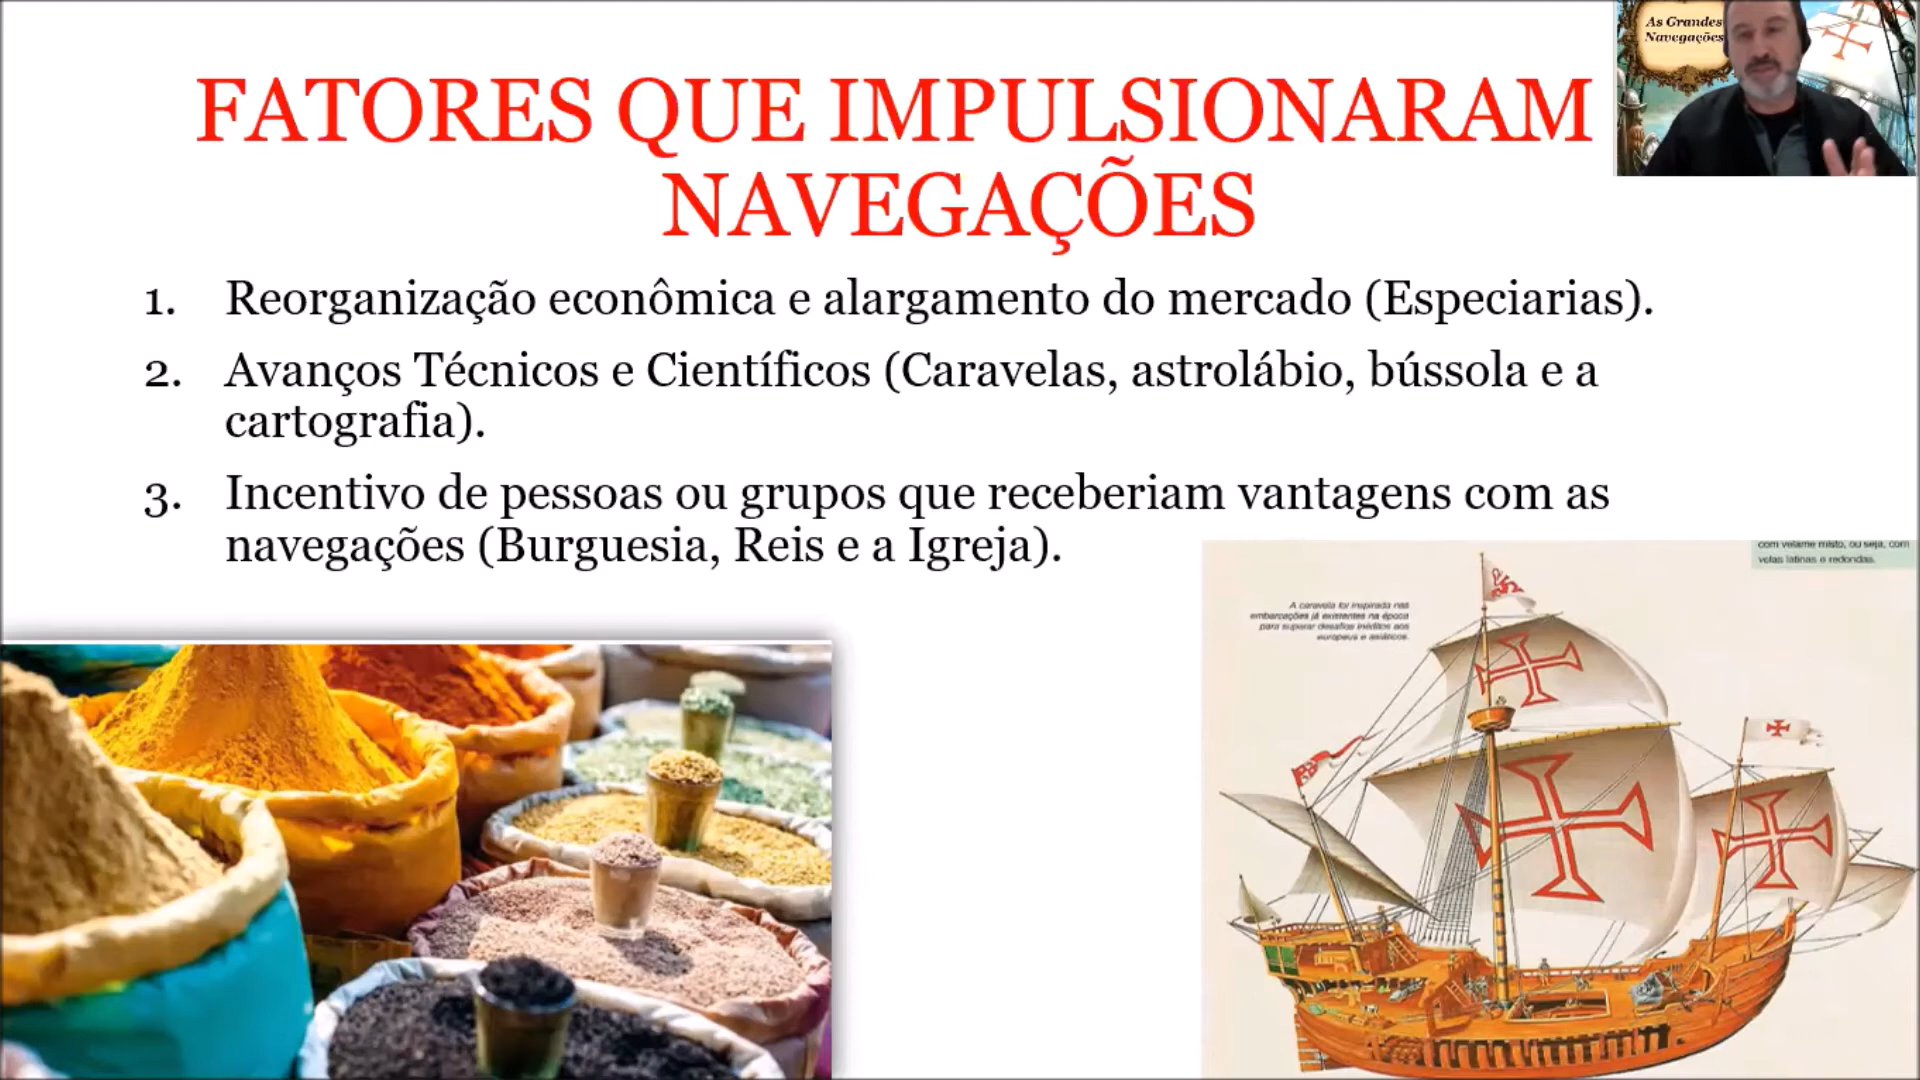 As Grandes
Navegações
FATORES QUE IMPULSIONARAM
NAVEGAÇÕES
1. Reorganização econômica e alargamento do mercado (Especiarias).
2. Avanços Técnicos e Científicos (Caravelas, astrolábio, bússola e a
cartografia).
3. Incentivo de pessoas ou grupos que receberiam vantagens com as
navegações (Burguesia, Reis e a Igreja).
com velame misto, ou seja, com
velas latinas e redondas.
A caravela foi inspirada nas
embarcações já existentes na época
para superar desafios inéditos aos
europeus e asiáticos.